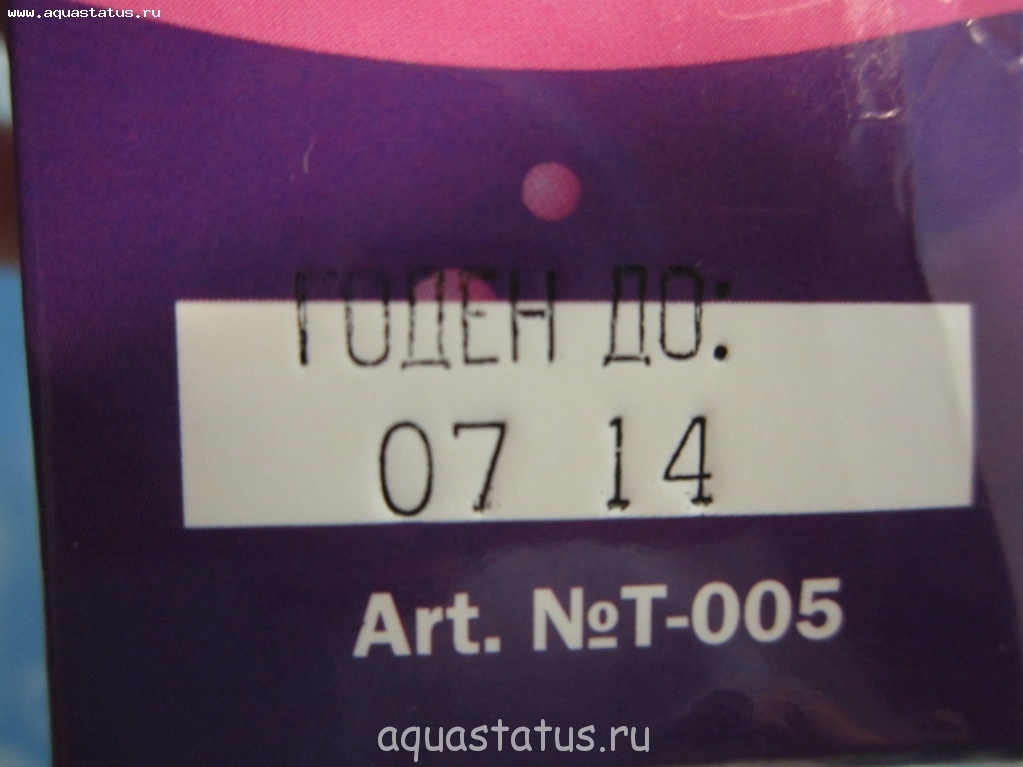 www.aquastatus.ru
ГОДЕН ДО:
07 14
Art. №T-005
aquastatus.ru